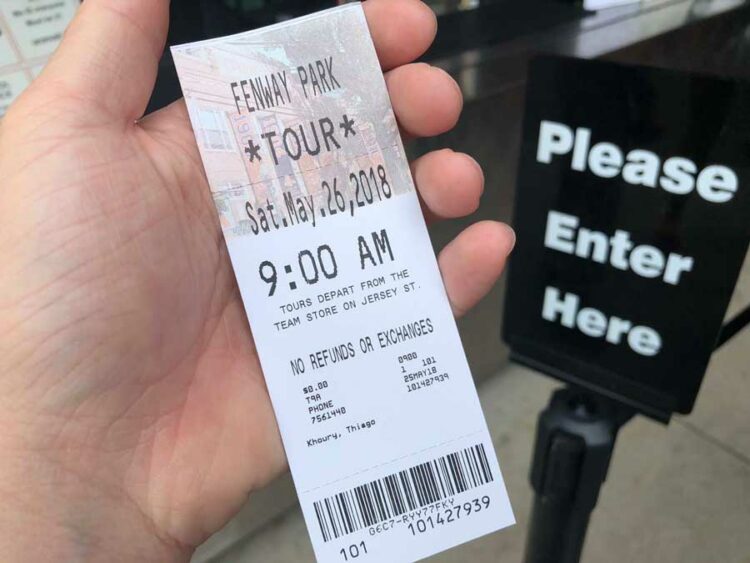 FENWAY PARK
*TOUR*
Sat.May.26,2018
9:00 AM
TOURS DEPART FROM THE
TEAM STORE ON JERSEY ST.
NO REFUNDS OR EXCHANGES
$0.00 0900
T9A 1 101
PHONE 25MAY18
7561440 101427939
Khoury, Thiago
GEC7-RYY77FKY
101 101427939
Please
Enter
Here